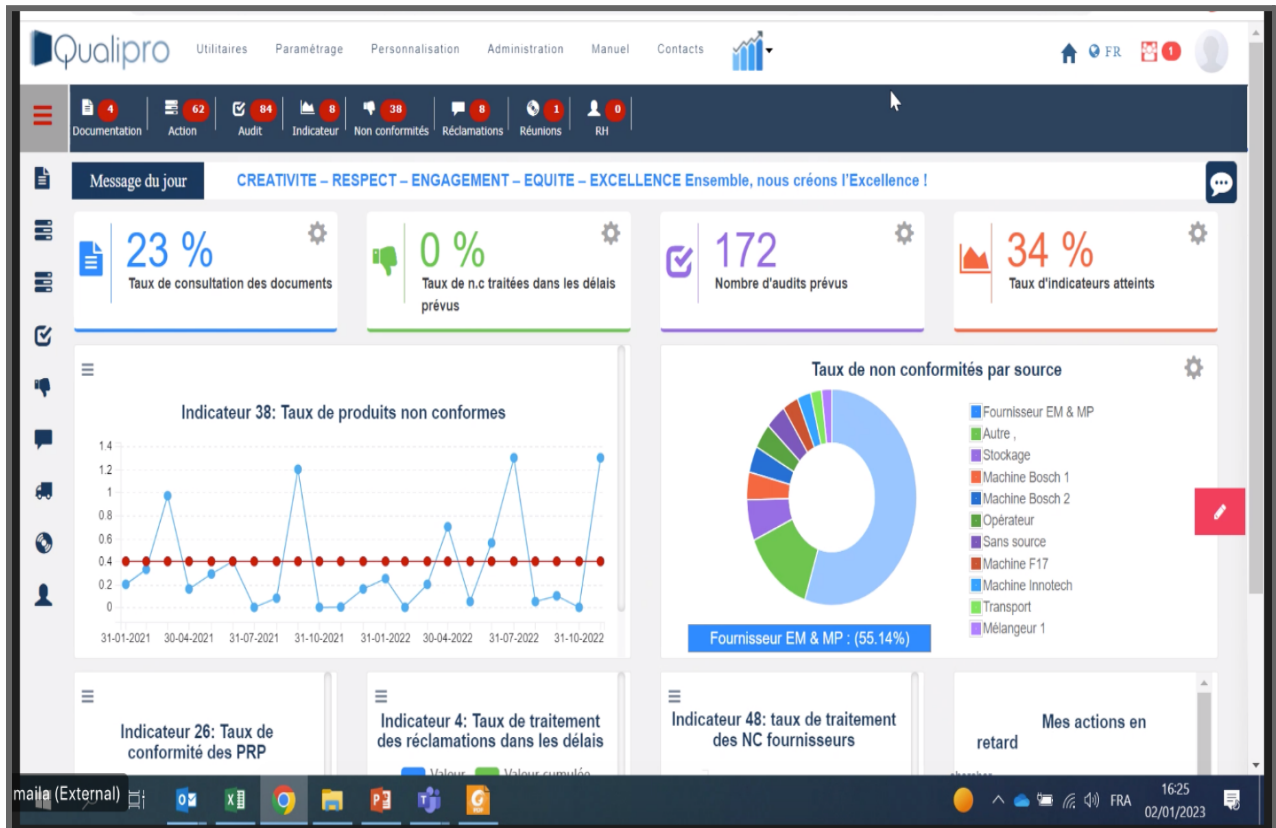 Qualipro Utilitaires Paramétrage Personnalisation Administration Manuel Contacts FR 1
4 62 84 8 38 8 1 0
Documentation Action Audit Indicateur Non conformités Réclamations Réunions RH
Message du jour CREATIVITE – RESPECT – ENGAGEMENT – EQUITE – EXCELLENCE Ensemble, nous créons l'Excellence !
23 %
Taux de consultation des documents
0 %
Taux de n.c traitées dans les délais
prévus
172
Nombre d'audits prévus
34 %
Taux d'indicateurs atteints
Indicateur 38: Taux de produits non conformes
1.4
1.2
1
0.8
0.6
0.4
0.2
0
31-01-2021 30-04-2021 31-07-2021 31-10-2021 31-01-2022 30-04-2022 31-07-2022 31-10-2022
Taux de non conformités par source
Fournisseur EM & MP
Autre ,
Stockage
Machine Bosch 1
Machine Bosch 2
Opérateur
Sans source
Machine F17
Machine Innotech
Transport
Mélangeur 1
Fournisseur EM & MP : (55.14%)
Indicateur 26: Taux de
conformité des PRP
Indicateur 4: Taux de traitement
des réclamations dans les délais
Valeur Valeur cumulée
Indicateur 48: taux de traitement
des NC fournisseurs
Mes actions en
retard
maila (External)
FRA
16:25
02/01/2023